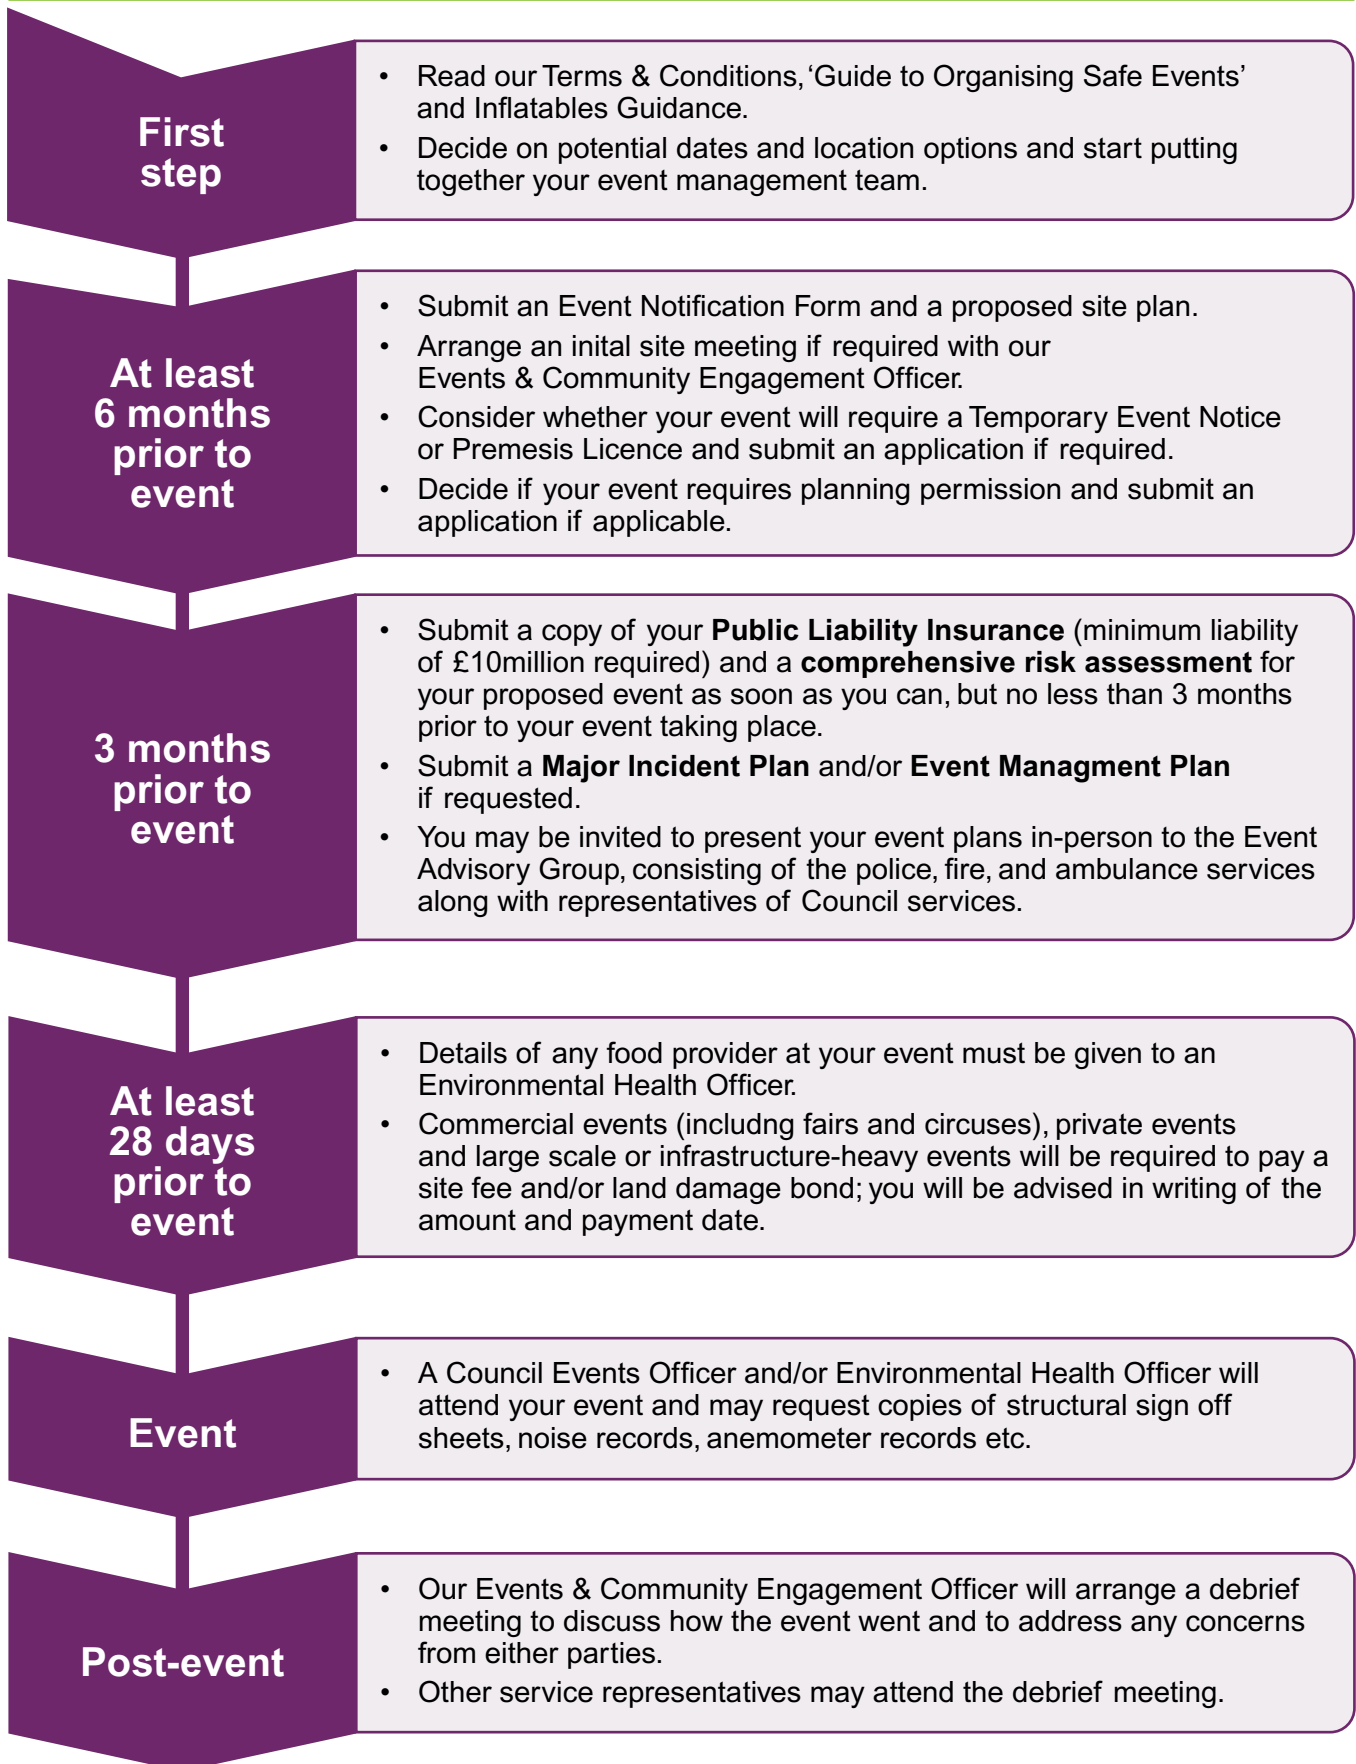 First
step
• Read our Terms & Conditions, ‘Guide to Organising Safe Events’
and Inflatables Guidance.
• Decide on potential dates and location options and start putting
together your event management team.
At least
6 months
prior to
event
• Submit an Event Notification Form and a proposed site plan.
• Arrange an inital site meeting if required with our
Events & Community Engagement Officer.
• Consider whether your event will require a Temporary Event Notice
or Premesis Licence and submit an application if required.
• Decide if your event requires planning permission and submit an
application if applicable.
3 months
prior to
event
• Submit a copy of your Public Liability Insurance (minimum liability
of £10million required) and a comprehensive risk assessment for
your proposed event as soon as you can, but no less than 3 months
prior to your event taking place.
• Submit a Major Incident Plan and/or Event Managment Plan
if requested.
• You may be invited to present your event plans in-person to the Event
Advisory Group, consisting of the police, fire, and ambulance services
along with representatives of Council services.
At least
28 days
prior to
event
• Details of any food provider at your event must be given to an
Environmental Health Officer.
• Commercial events (includng fairs and circuses), private events
and large scale or infrastructure-heavy events will be required to pay a
site fee and/or land damage bond; you will be advised in writing of the
amount and payment date.
Event
• A Council Events Officer and/or Environmental Health Officer will
attend your event and may request copies of structural sign off
sheets, noise records, anemometer records etc.
Post-event
• Our Events & Community Engagement Officer will arrange a debrief
meeting to discuss how the event went and to address any concerns
from either parties.
• Other service representatives may attend the debrief meeting.